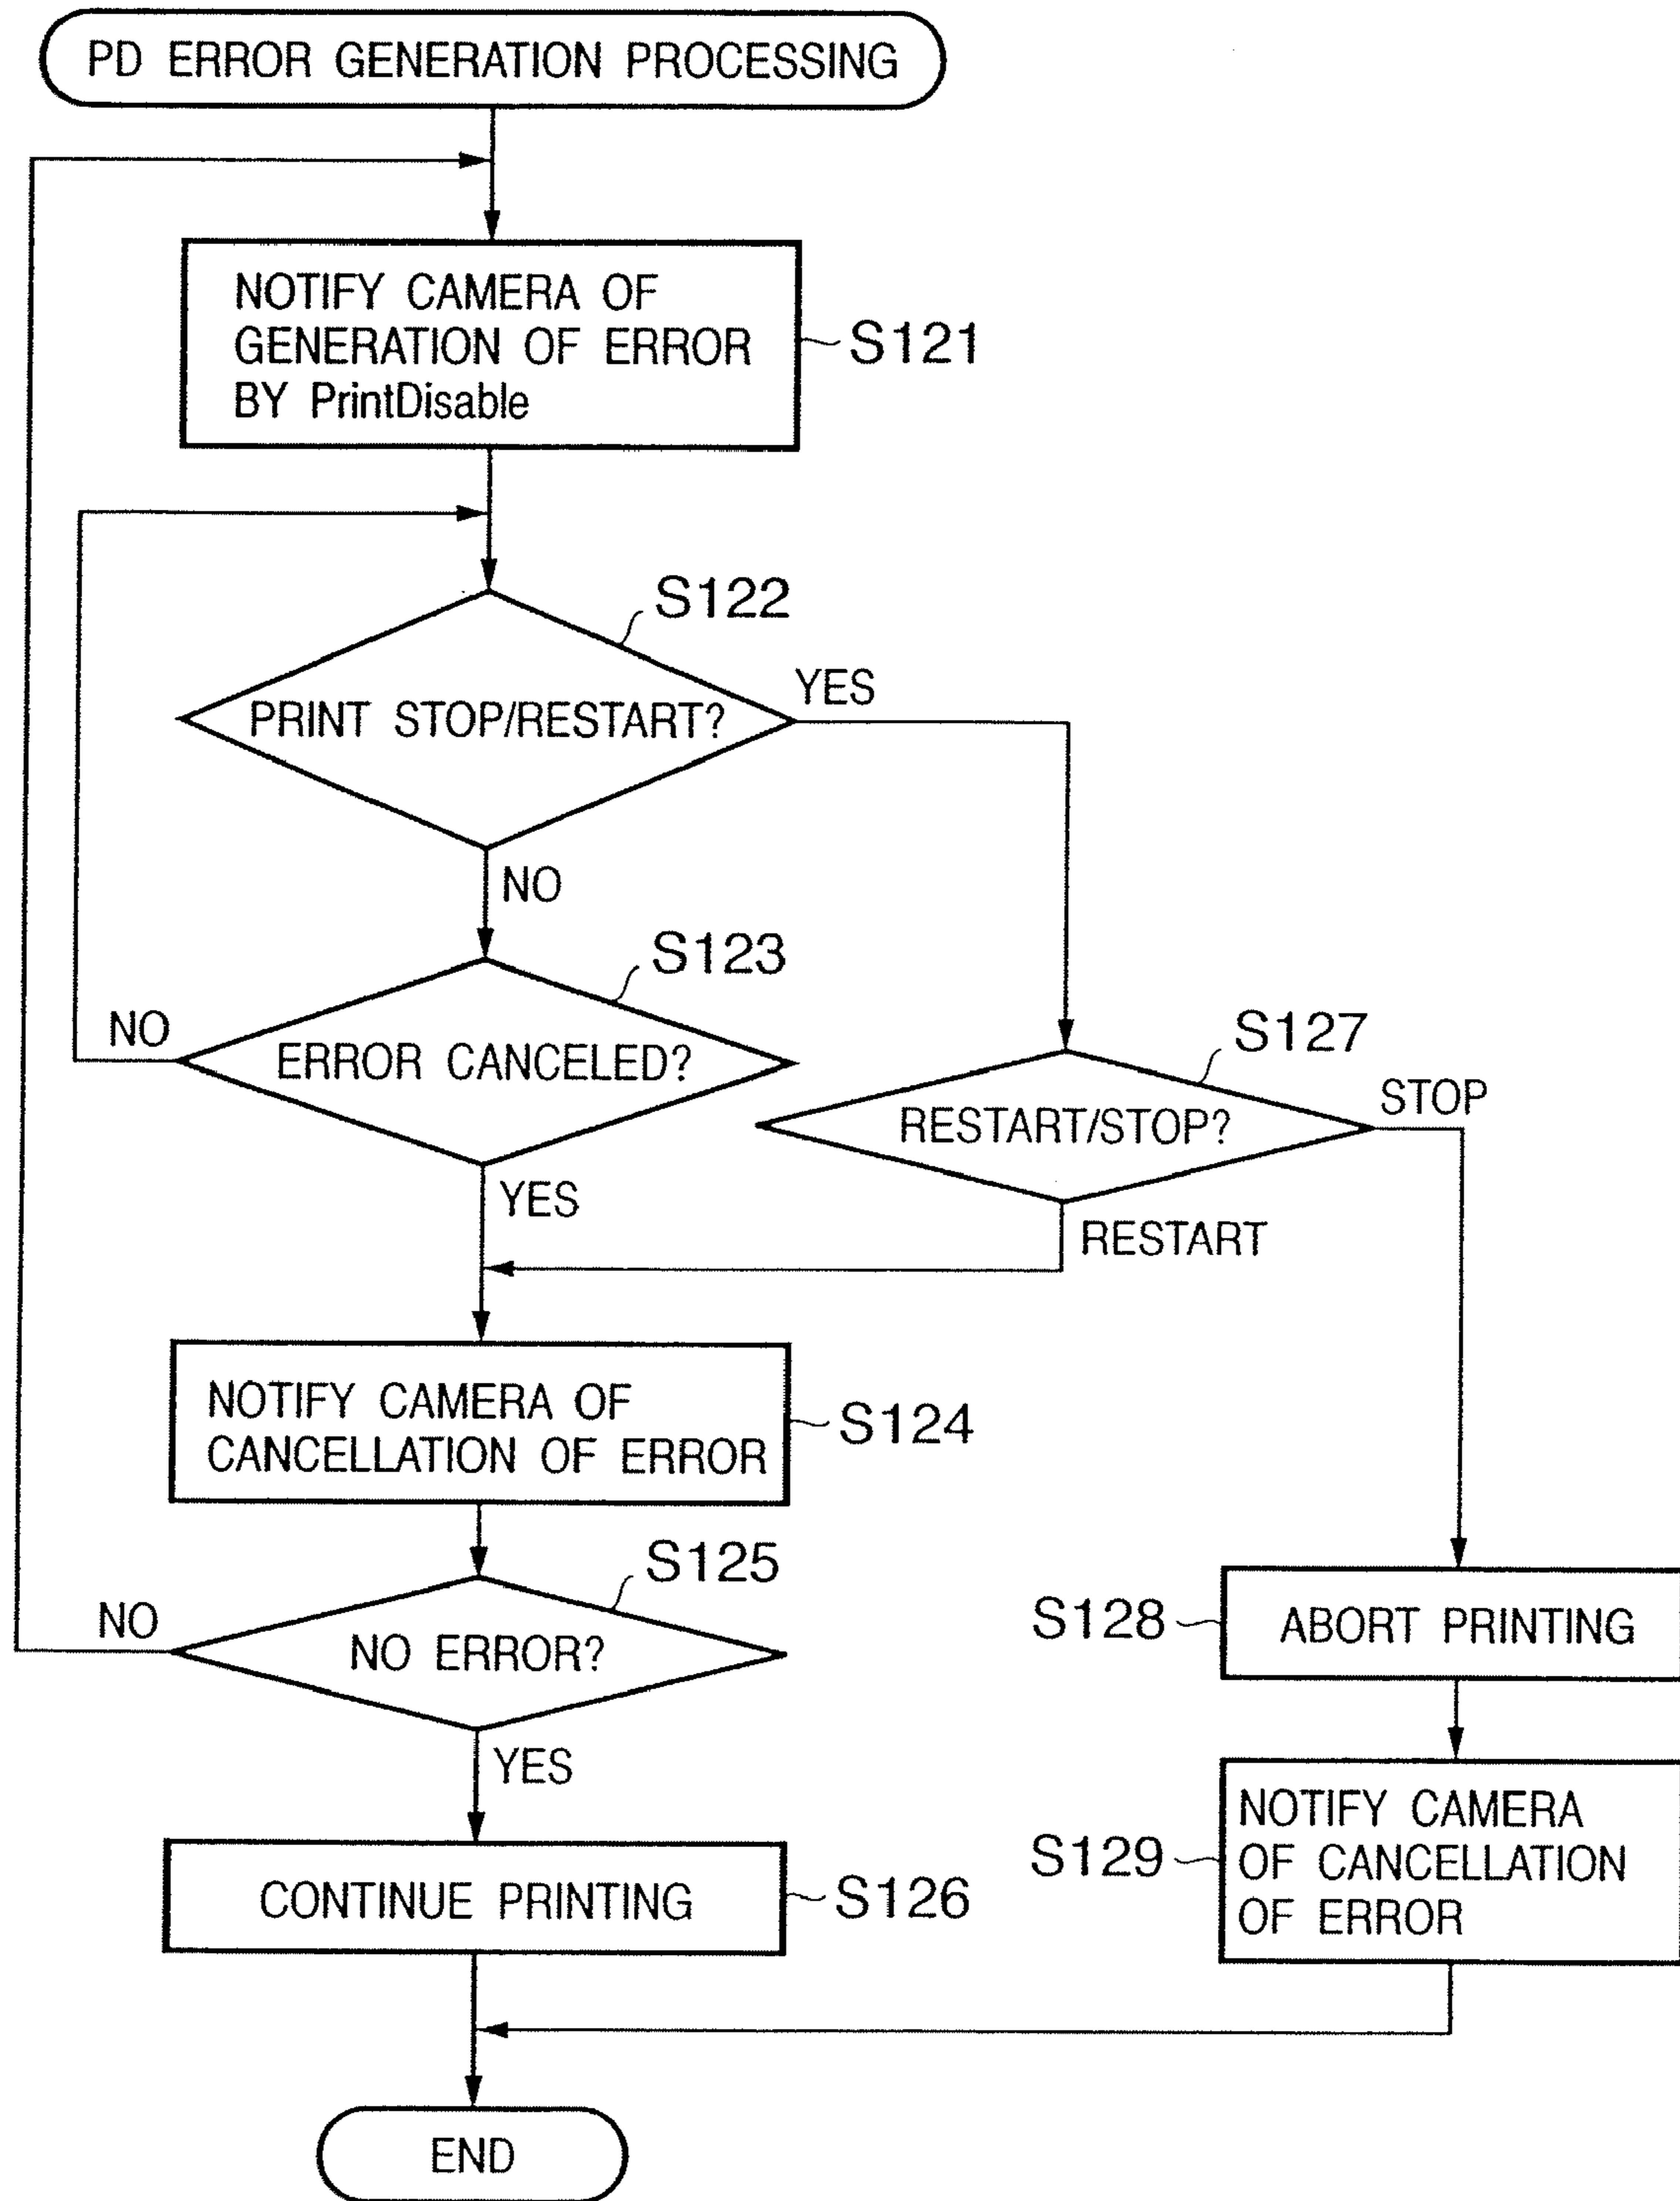 PD ERROR GENERATION PROCESSING
NOTIFY CAMERA OF
GENERATION OF ERROR
BY PrintDisable
S121
S122
PRINT STOP/RESTART?
YES
NO
S123
ERROR CANCELED?
NO
YES
S127
RESTART/STOP?
STOP
RESTART
NOTIFY CAMERA OF
CANCELLATION OF ERROR
S124
S125
NO ERROR?
NO
YES
CONTINUE PRINTING
S126
S128
ABORT PRINTING
S129
NOTIFY CAMERA
OF CANCELLATION
OF ERROR
END